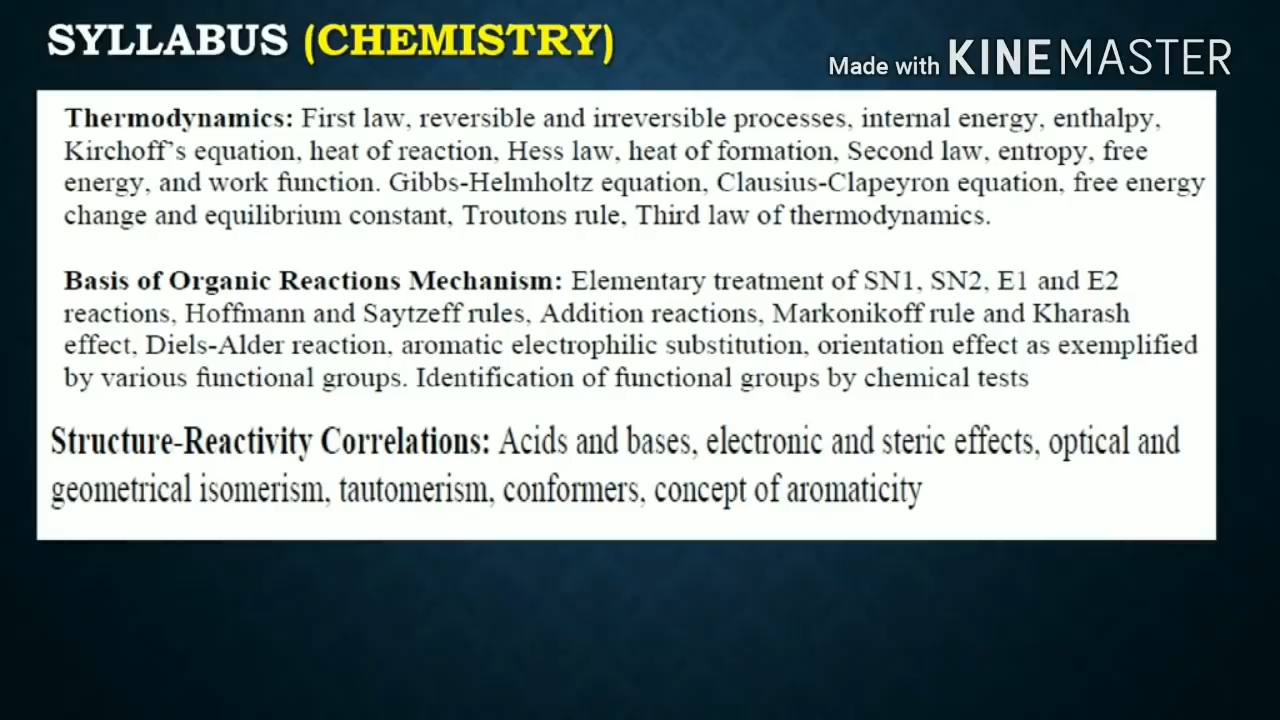 SYLLABUS (CHEMISTRY)
Made with KINEMASTER
Thermodynamics: First law, reversible and irreversible processes, internal energy, enthalpy,
Kirchoff's equation, heat of reaction, Hess law, heat of formation, Second law, entropy, free
energy, and work function. Gibbs-Helmholtz equation, Clausius-Clapeyron equation, free energy
change and equilibrium constant, Troutons rule, Third law of thermodynamics.
Basis of Organic Reactions Mechanism: Elementary treatment of SN1, SN2, E1 and E2
reactions, Hoffmann and Saytzeff rules, Addition reactions, Markonikoff rule and Kharash
effect, Diels-Alder reaction, aromatic electrophilic substitution, orientation effect as exemplified
by various functional groups. Identification of functional groups by chemical tests
Structure-Reactivity Correlations: Acids and bases, electronic and steric effects, optical and
geometrical isomerism, tautomerism, conformers, concept of aromaticity